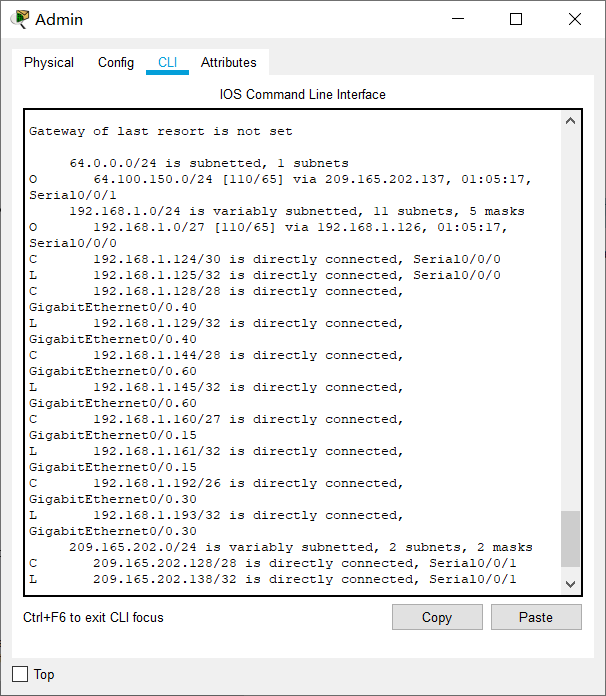 Admin
Physical Config CLI Attributes
IOS Command Line Interface
Gateway of last resort is not set
64.0.0.0/24 is subnetted, 1 subnets
O 64.100.150.0/24 [110/65] via 209.165.202.137, 01:05:17,
Serial0/0/1
192.168.1.0/24 is variably subnetted, 11 subnets, 5 masks
O 192.168.1.0/27 [110/65] via 192.168.1.126, 01:05:17,
Serial0/0/0
C 192.168.1.124/30 is directly connected, Serial0/0/0
L 192.168.1.125/32 is directly connected, Serial0/0/0
C 192.168.1.128/28 is directly connected,
GigabitEthernet0/0.40
L 192.168.1.129/32 is directly connected,
GigabitEthernet0/0.40
C 192.168.1.144/28 is directly connected,
GigabitEthernet0/0.60
L 192.168.1.145/32 is directly connected,
GigabitEthernet0/0.60
C 192.168.1.160/27 is directly connected,
GigabitEthernet0/0.15
L 192.168.1.161/32 is directly connected,
GigabitEthernet0/0.15
C 192.168.1.192/26 is directly connected,
GigabitEthernet0/0.30
L 192.168.1.193/32 is directly connected,
GigabitEthernet0/0.30
209.165.202.0/24 is variably subnetted, 2 subnets, 2 masks
C 209.165.202.128/28 is directly connected, Serial0/0/1
L 209.165.202.138/32 is directly connected, Serial0/0/1
Ctrl+F6 to exit CLI focus Copy Paste
Top